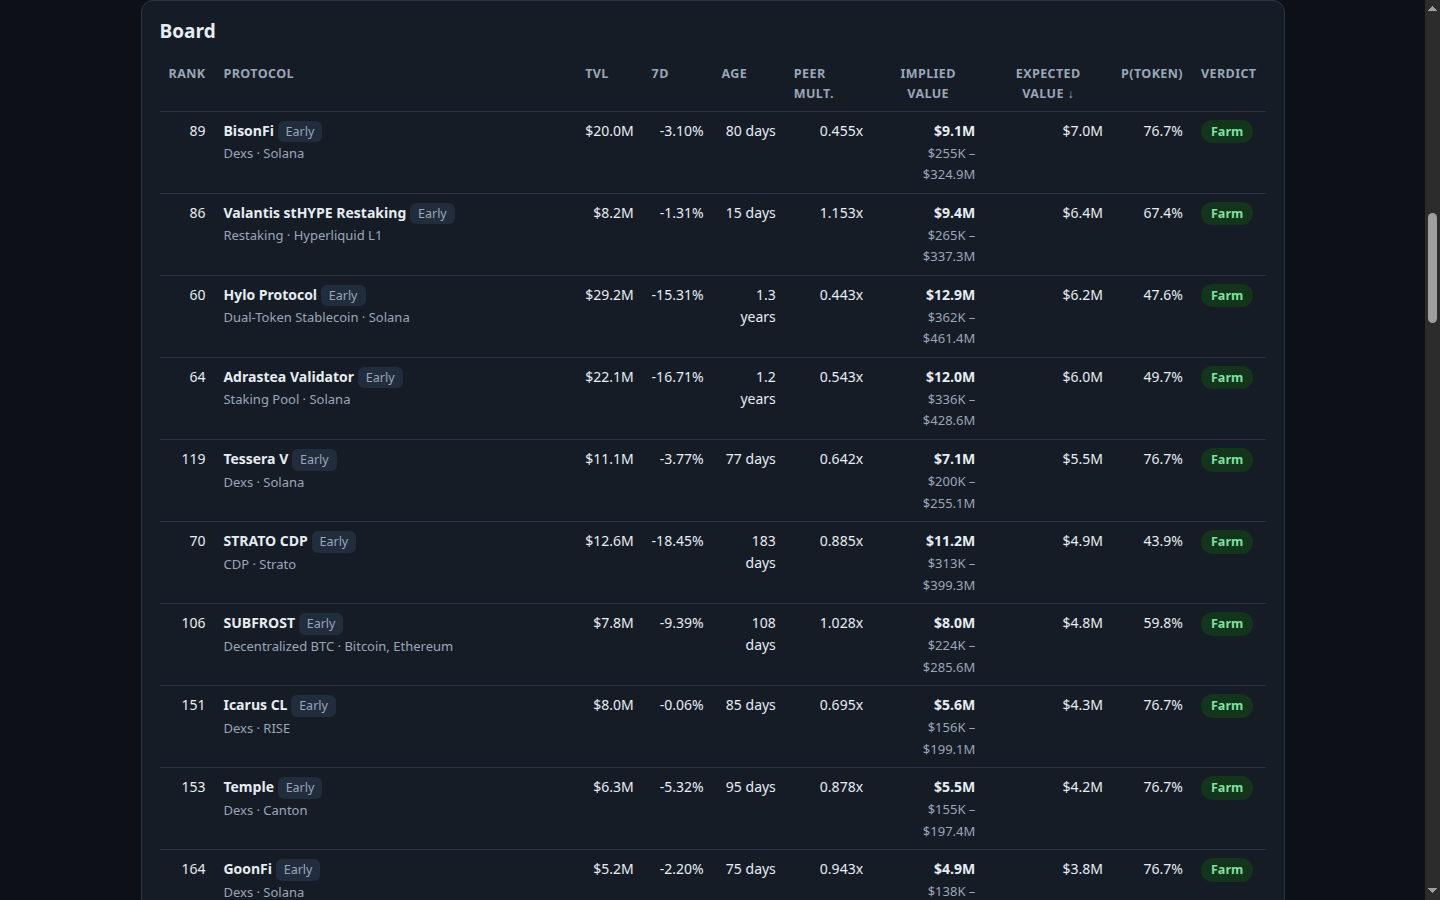 Board
RANK PROTOCOL TVL 7D AGE PEER MULT. IMPLIED VALUE EXPECTED VALUE ↓ P(TOKEN) VERDICT
89 BisonFi Early $20.0M -3.10% 80 days 0.455x $9.1M $7.0M 76.7% Farm
Dexs · Solana $255K –
$324.9M
86 Valantis stHYPE Restaking Early $8.2M -1.31% 15 days 1.153x $9.4M $6.4M 67.4% Farm
Restaking · Hyperliquid L1 $265K –
$337.3M
60 Hylo Protocol Early $29.2M -15.31% 1.3 0.443x $12.9M $6.2M 47.6% Farm
Dual-Token Stablecoin · Solana years $362K –
$461.4M
64 Adrastea Validator Early $22.1M -16.71% 1.2 0.543x $12.0M $6.0M 49.7% Farm
Staking Pool · Solana years $336K –
$428.6M
119 Tessera V Early $11.1M -3.77% 77 days 0.642x $7.1M $5.5M 76.7% Farm
Dexs · Solana $200K –
$255.1M
70 STRATO CDP Early $12.6M -18.45% 183 0.885x $11.2M $4.9M 43.9% Farm
CDP · Strato days $313K –
$399.3M
106 SUBFROST Early $7.8M -9.39% 108 1.028x $8.0M $4.8M 59.8% Farm
Decentralized BTC · Bitcoin, Ethereum days $224K –
$285.6M
151 Icarus CL Early $8.0M -0.06% 85 days 0.695x $5.6M $4.3M 76.7% Farm
Dexs · RISE $156K –
$199.1M
153 Temple Early $6.3M -5.32% 95 days 0.878x $5.5M $4.2M 76.7% Farm
Dexs · Canton $155K –
$197.4M
164 GoonFi Early $5.2M -2.20% 75 days 0.943x $4.9M $3.8M 76.7% Farm
Dexs · Solana $138K –